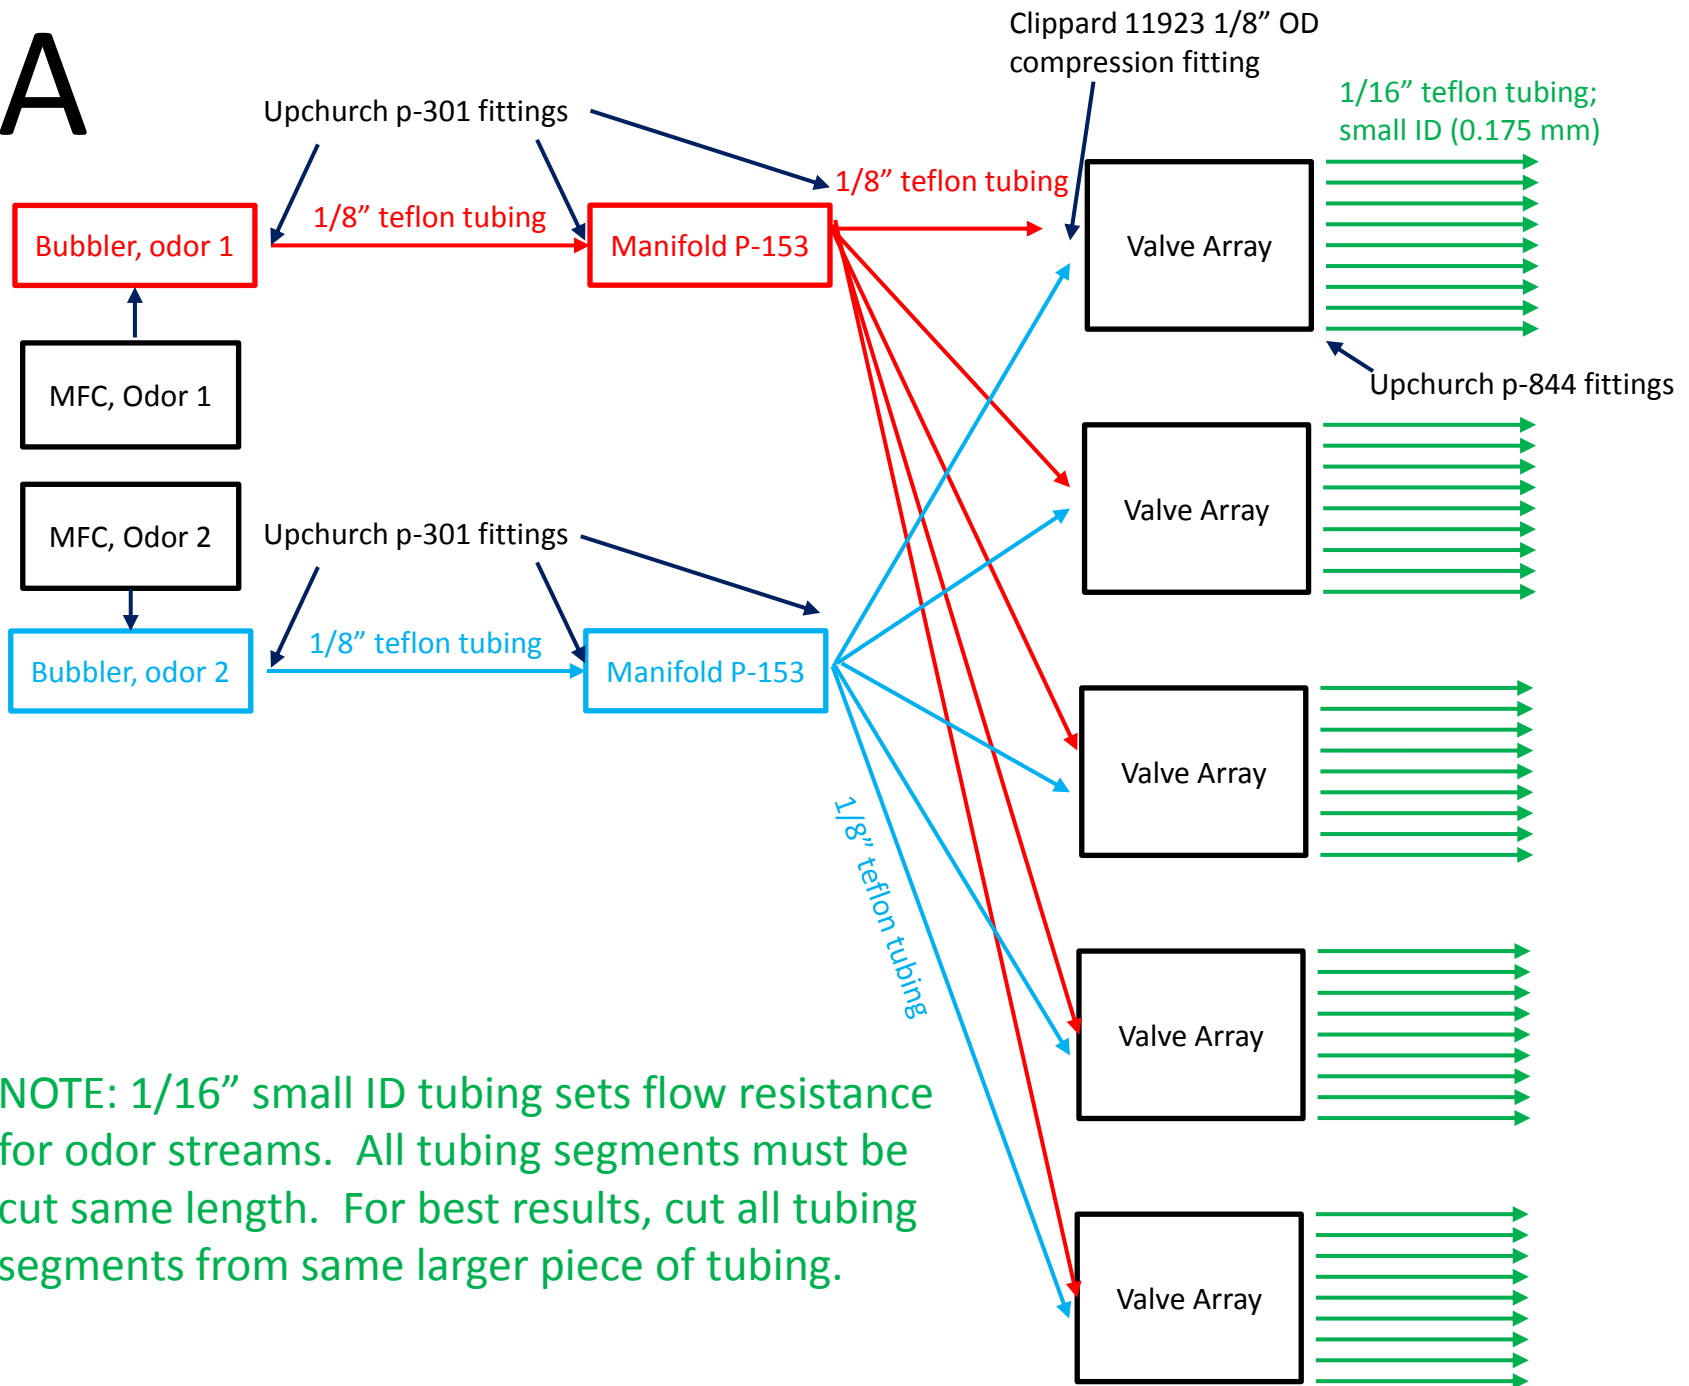 A
Clippard 11923 1/8” OD
compression fitting
1/16” teflon tubing;
small ID (0.175 mm)
Upchurch p-301 fittings
1/8” teflon tubing
1/8” teflon tubing
Bubbler, odor 1
Manifold P-153
Valve Array
MFC, Odor 1
Upchurch p-844 fittings
MFC, Odor 2
Upchurch p-301 fittings
Valve Array
1/8” teflon tubing
Bubbler, odor 2
Manifold P-153
Valve Array
1/8” teflon tubing
Valve Array
NOTE: 1/16” small ID tubing sets flow resistance
for odor streams.  All tubing segments must be
cut same length.  For best results, cut all tubing
segments from same larger piece of tubing.
Valve Array